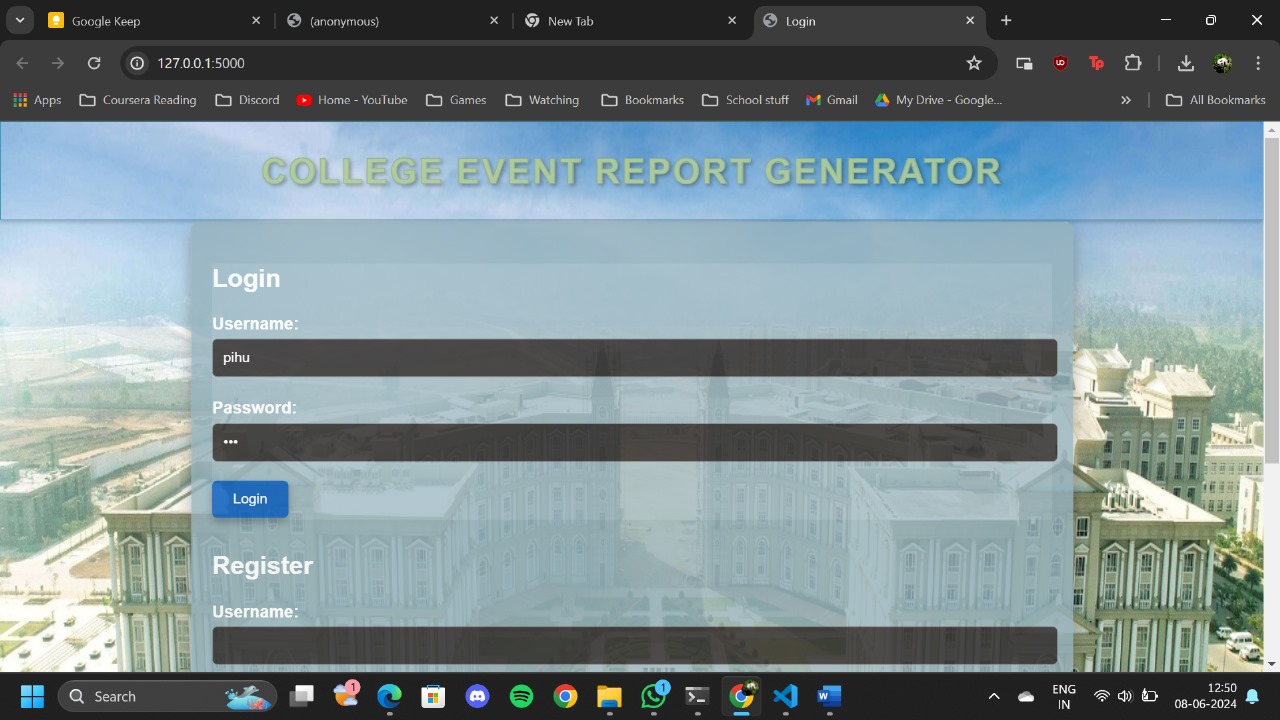 Google Keep
(anonymous)
New Tab
Login
127.0.0.1:5000
Apps
Coursera Reading
Discord
Home - YouTube
Games
Watching
Bookmarks
School stuff
Gmail
My Drive - Google...
»
All Bookmarks
COLLEGE EVENT REPORT GENERATOR
Login
Username:
pihu
Password:
•••
Login
Register
Username:
Search
1
1
ENG
IN
12:50
08-06-2024